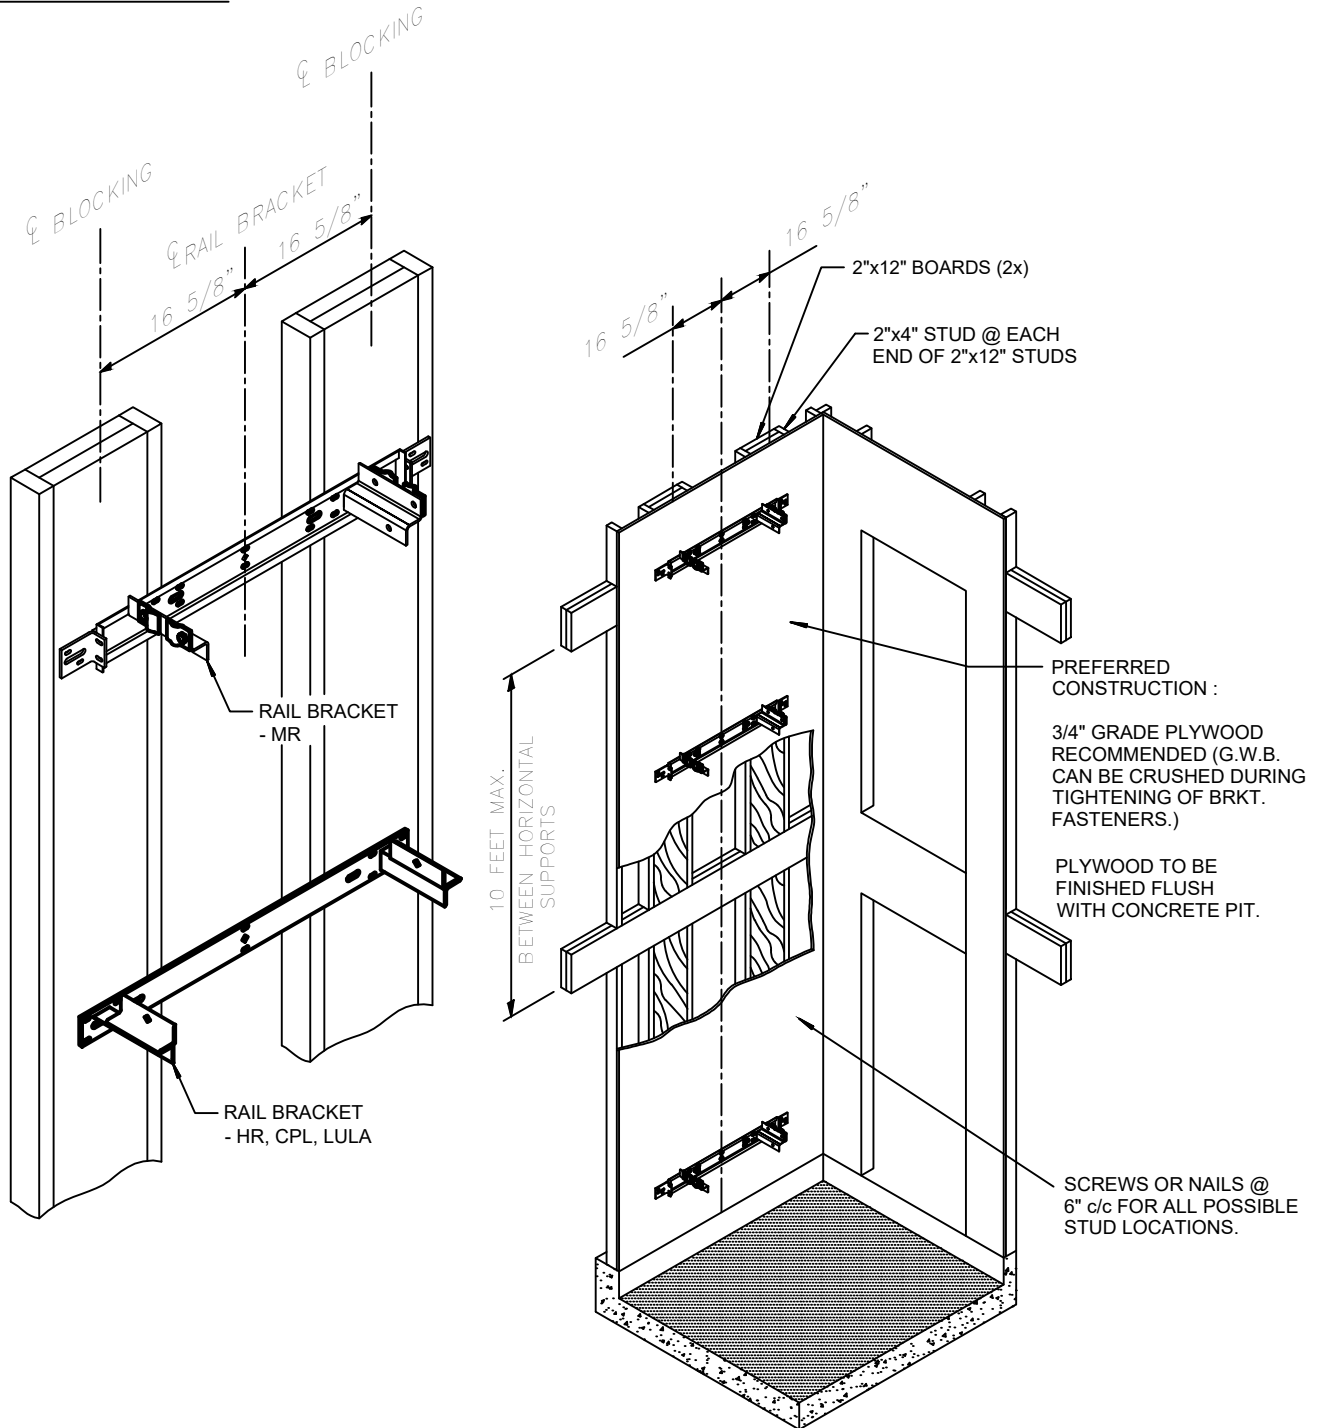 ℄ BLOCKING
℄ BLOCKING
℄ RAIL BRACKET
16 5/8"
16 5/8"
16 5/8"
16 5/8"
2"x12" BOARDS (2x)
2"x4" STUD @ EACH
END OF 2"x12" STUDS
RAIL BRACKET
- MR
10 FEET MAX.
BETWEEN HORIZONTAL
SUPPORTS
PREFERRED
CONSTRUCTION :
3/4" GRADE PLYWOOD
RECOMMENDED (G.W.B.
CAN BE CRUSHED DURING
TIGHTENING OF BRKT.
FASTENERS.)
PLYWOOD TO BE
FINISHED FLUSH
WITH CONCRETE PIT.
RAIL BRACKET
- HR, CPL, LULA
SCREWS OR NAILS @
6" c/c FOR ALL POSSIBLE
STUD LOCATIONS.